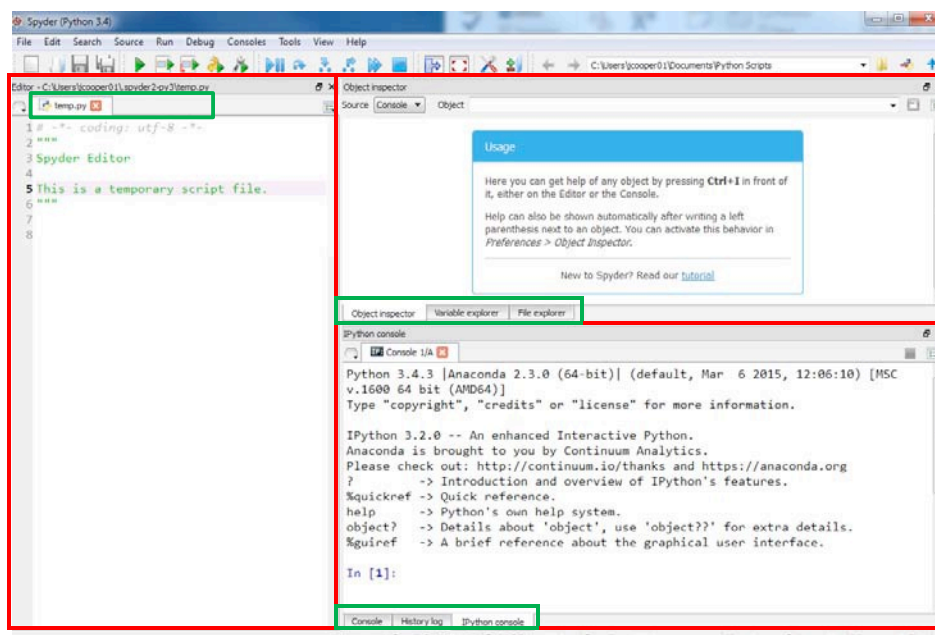 Spyder (Python 3.4)
File Edit Search Source Run Debug Consoles Tools View Help
C:\Users\jcooper01\Documents\Python Scripts
Editor - C:\Users\jcooper01\.spyder2-py3\temp.py
temp.py
1 # -*- coding: utf-8 -*-
2 """
3 Spyder Editor
4
5 This is a temporary script file.
6 """
7
8
Object inspector
Source Console Object
Usage
Here you can get help of any object by pressing Ctrl+I in front of
it, either on the Editor or the Console.
Help can also be shown automatically after writing a left
parenthesis next to an object. You can activate this behavior in
Preferences > Object Inspector.
New to Spyder? Read our tutorial
Object inspector Variable explorer File explorer
IPython console
Console 1/A
Python 3.4.3 |Anaconda 2.3.0 (64-bit)| (default, Mar  6 2015, 12:06:10) [MSC
v.1600 64 bit (AMD64)]
Type "copyright", "credits" or "license" for more information.
IPython 3.2.0 -- An enhanced Interactive Python.
Anaconda is brought to you by Continuum Analytics.
Please check out: http://continuum.io/thanks and https://anaconda.org
?         -> Introduction and overview of IPython's features.
%quickref -> Quick reference.
help      -> Python's own help system.
object?   -> Details about 'object', use 'object??' for extra details.
%guiref   -> A brief reference about the graphical user interface.
In [1]:
Console History log IPython console